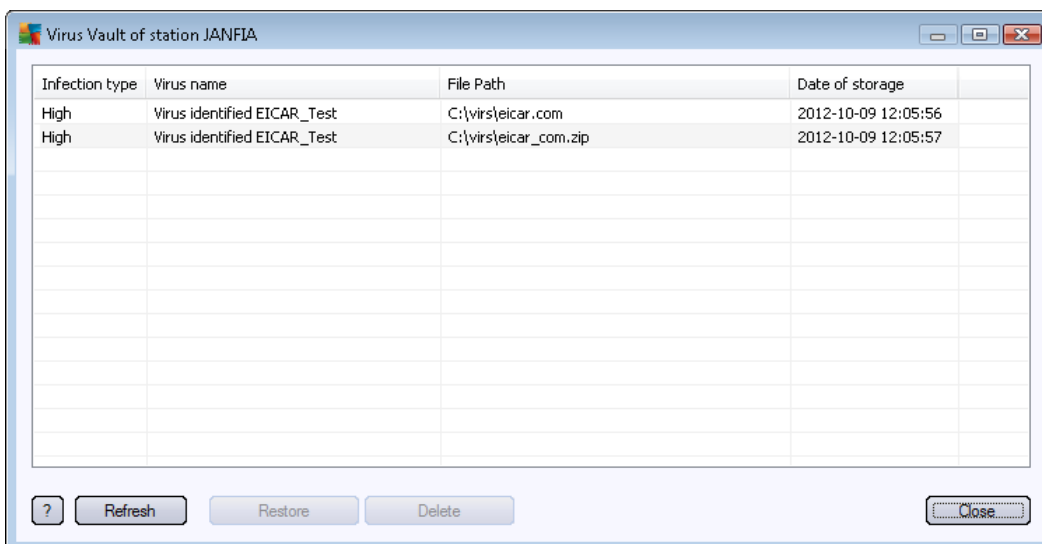 Virus Vault of station JANFIA
Infection type Virus name File Path Date of storage
High Virus identified EICAR_Test C:\virs\eicar.com 2012-10-09 12:05:56
High Virus identified EICAR_Test C:\virs\eicar_com.zip 2012-10-09 12:05:57
? Refresh Restore Delete Close